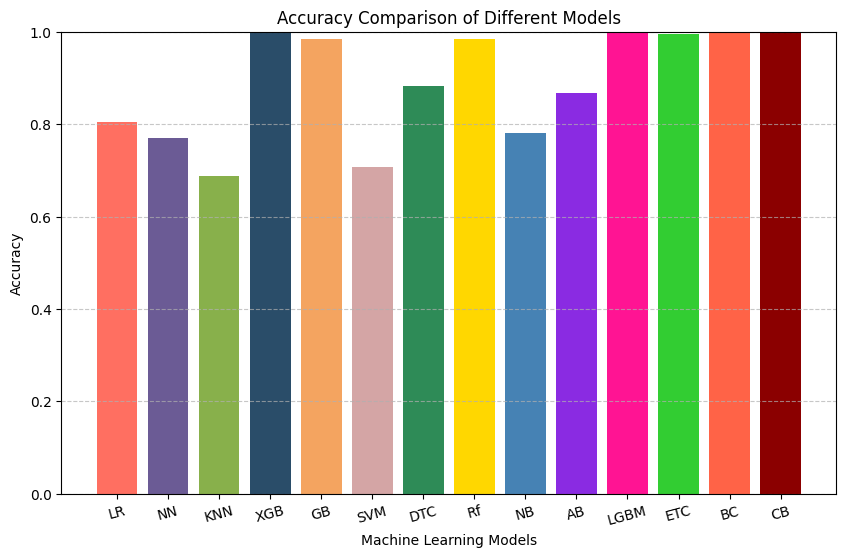 Accuracy Comparison of Different Models
1.0
0.8
0.6
0.4
0.2
0.0
Accuracy
LR NN KNN XGB GB SVM DTC Rf NB AB LGBM ETC BC CB
Machine Learning Models